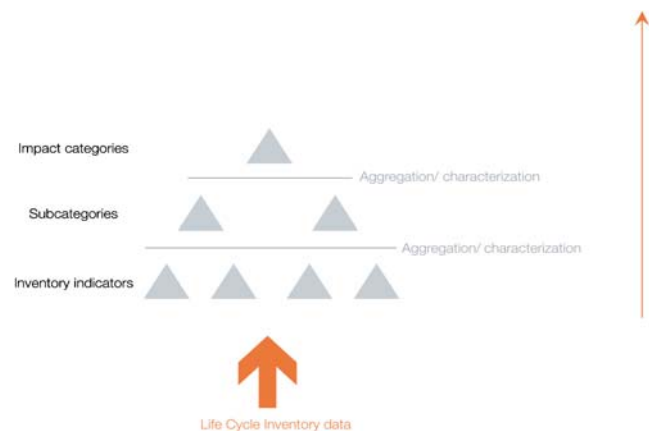 Impact categories
Aggregation/ characterization
Subcategories
Aggregation/ characterization
Inventory indicators
Life Cycle Inventory data